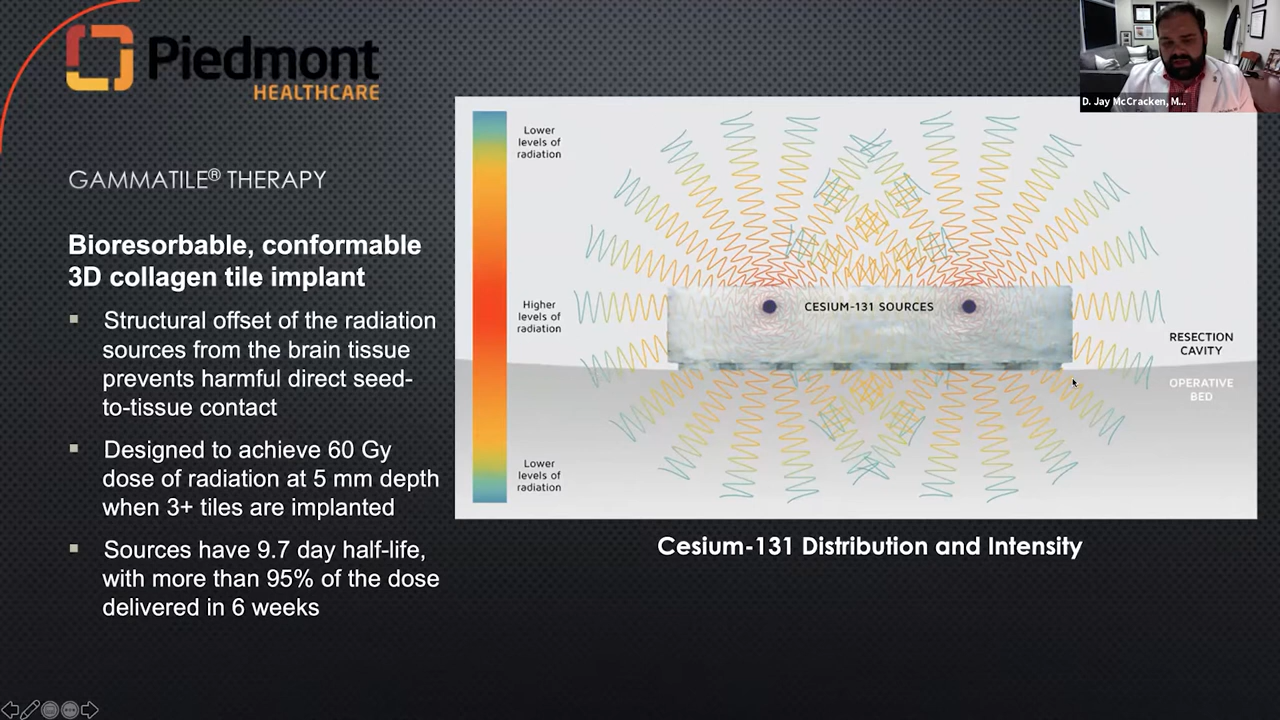 Piedmont
HEALTHCARE
D. Jay McCracken, M...
GAMMATILE® THERAPY
Bioresorbable, conformable
3D collagen tile implant
▪ Structural offset of the radiation
sources from the brain tissue
prevents harmful direct seed-
to-tissue contact
▪ Designed to achieve 60 Gy
dose of radiation at 5 mm depth
when 3+ tiles are implanted
▪ Sources have 9.7 day half-life,
with more than 95% of the dose
delivered in 6 weeks
Lower
levels of
radiation
Higher
levels of
radiation
Lower
levels of
radiation
CESIUM-131 SOURCES
RESECTION
CAVITY
OPERATIVE
BED
Cesium-131 Distribution and Intensity